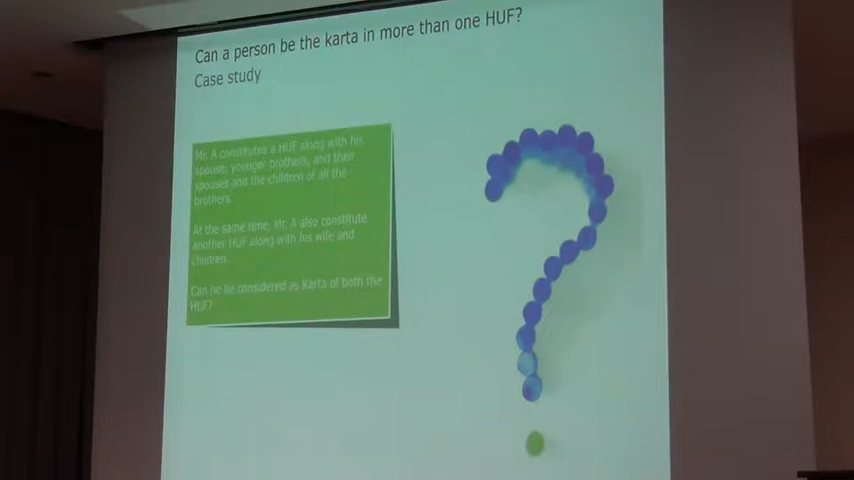 Can a person be the karta in more than one HUF?
Case study
Mr. A constitutes a HUF along with his
spouse, younger brothers, and their
spouses and the children of all the
brothers.
At the same time, Mr. A also constitute
another HUF along with his wife and
children.
Can he be considered as Karta of both the
HUF?